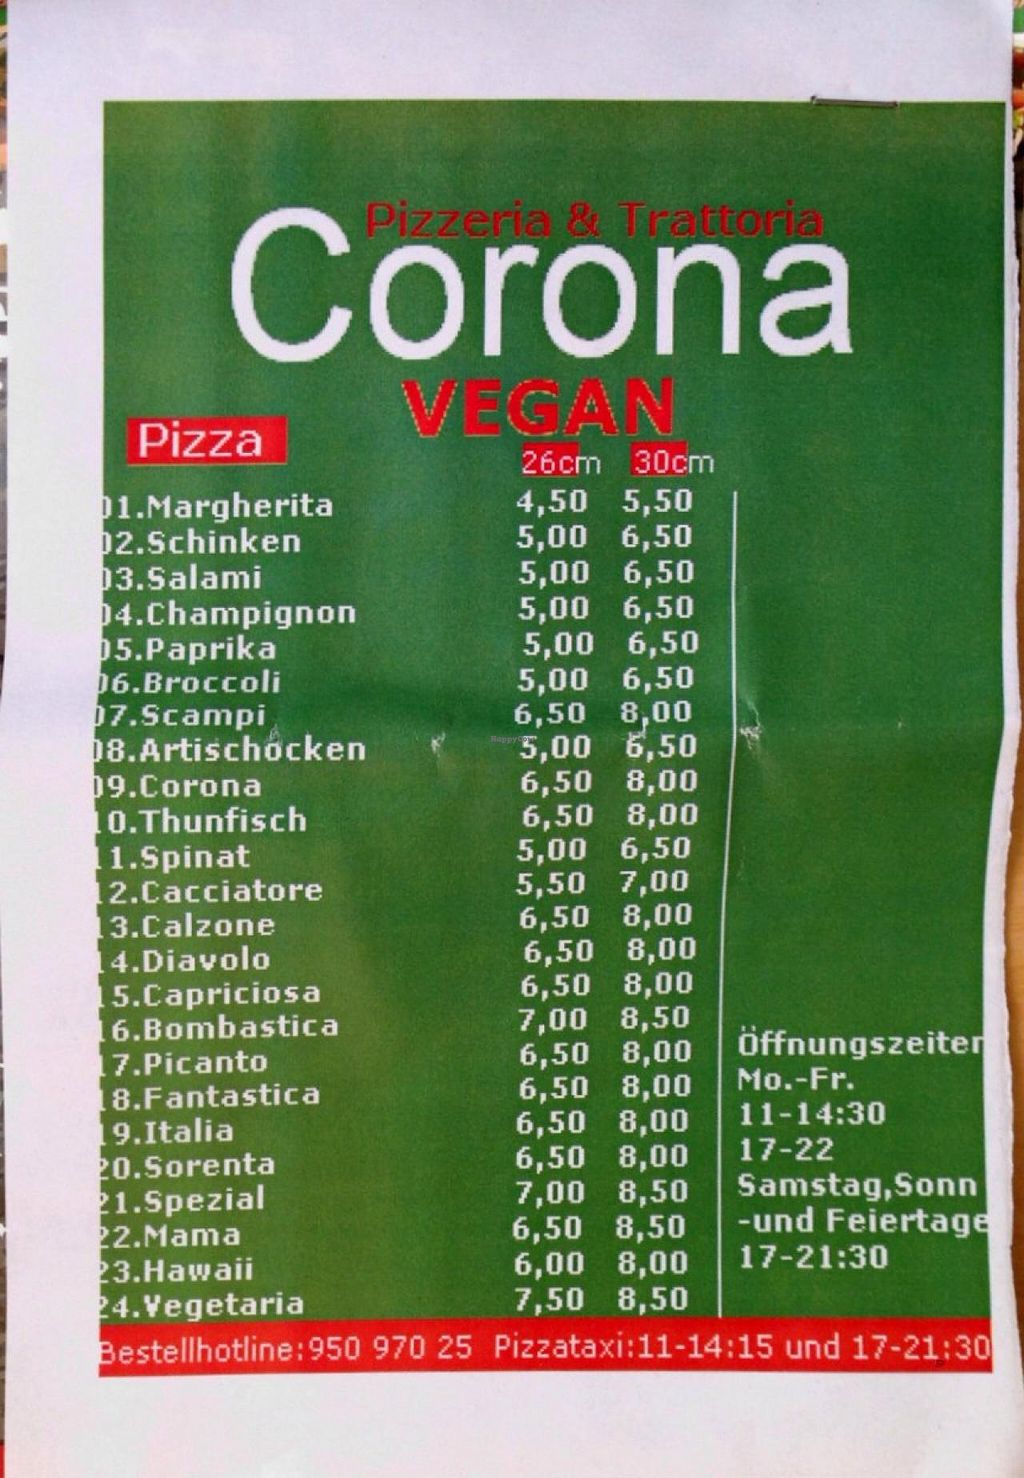 Pizzeria & Trattoria
Corona
VEGAN
Pizza 26cm 30cm
01.Margherita 4,50 5,50
02.Schinken 5,00 6,50
03.Salami 5,00 6,50
04.Champignon 5,00 6,50
05.Paprika 5,00 6,50
06.Broccoli 5,00 6,50
07.Scampi 6,50 8,00
08.Artischocken 5,00 6,50
09.Corona 6,50 8,00
10.Thunfisch 6,50 8,00
11.Spinat 5,00 6,50
12.Cacciatore 5,50 7,00
13.Calzone 6,50 8,00
14.Diavolo 6,50 8,00
15.Capriciosa 6,50 8,00
16.Bombastica 7,00 8,50
17.Picanto 6,50 8,00
18.Fantastica 6,50 8,00
19.Italia 6,50 8,00
20.Sorenta 6,50 8,00
21.Spezial 7,00 8,50
22.Mama 6,50 8,50
23.Hawaii 6,00 8,00
24.Vegetaria 7,50 8,50
Öffnungszeiten
Mo.-Fr.
11-14:30
17-22
Samstag,Sonn
-und Feiertage
17-21:30
Bestellhotline:950 970 25 Pizzataxi:11-14:15 und 17-21:30